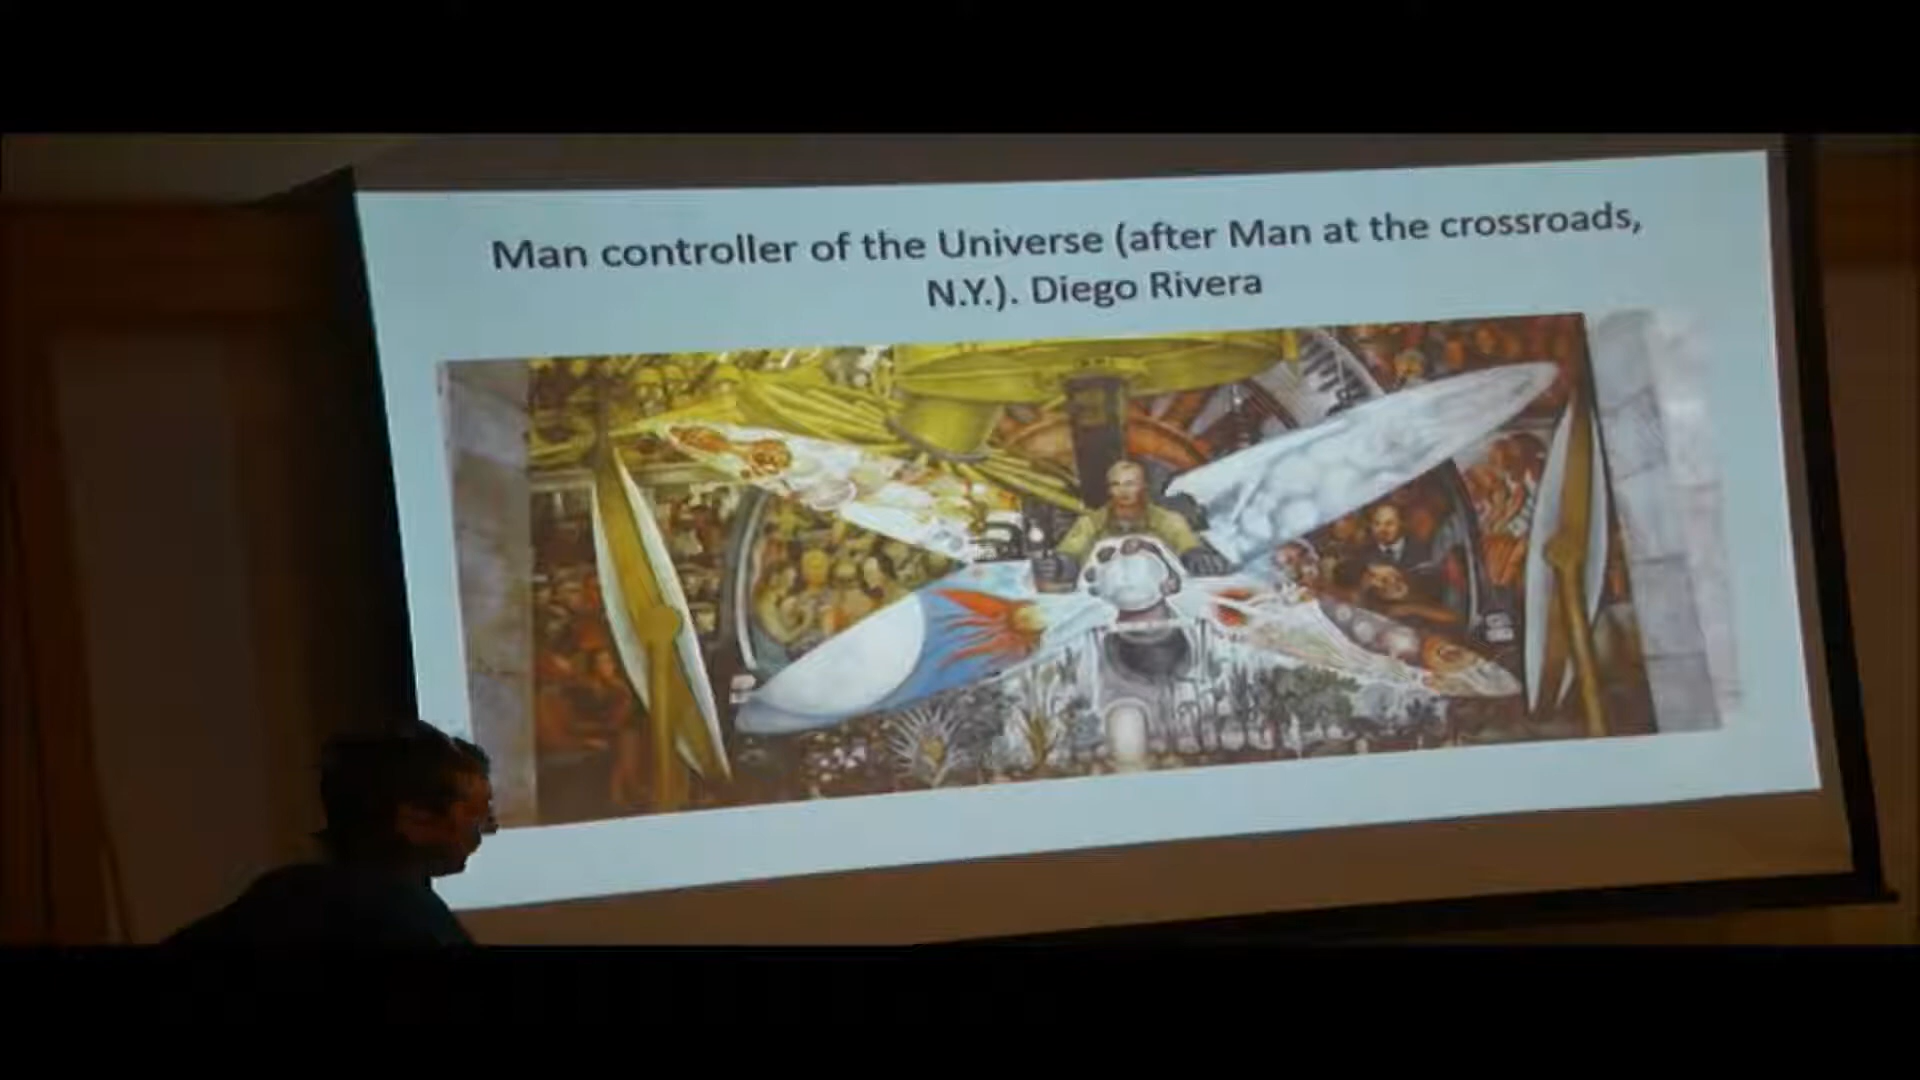 Man controller of the Universe (after Man at the crossroads,
N.Y.). Diego Rivera